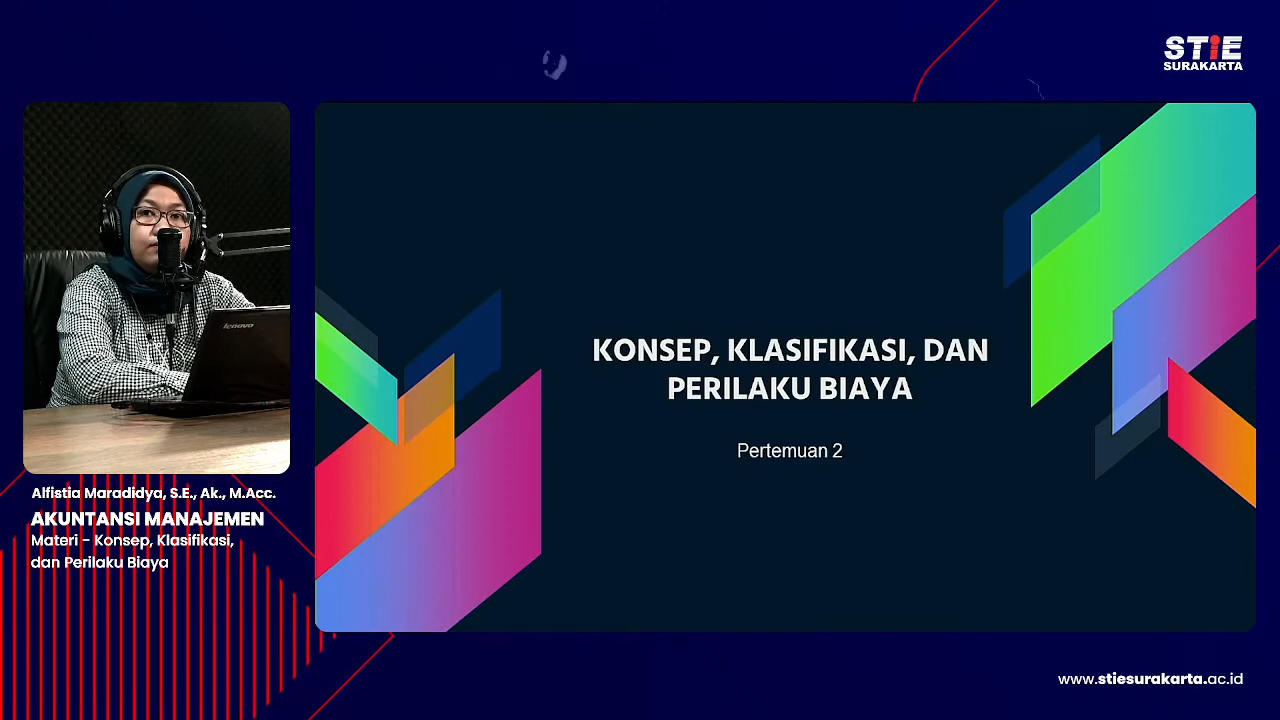 STiE
SURAKARTA
lenovo
KONSEP, KLASIFIKASI, DAN
PERILAKU BIAYA
Pertemuan 2
Alfistia Maradidya, S.E., Ak., M.Acc.
AKUNTANSI MANAJEMEN
Materi - Konsep, Klasifikasi,
dan Perilaku Biaya
www.stiesurakarta.ac.id